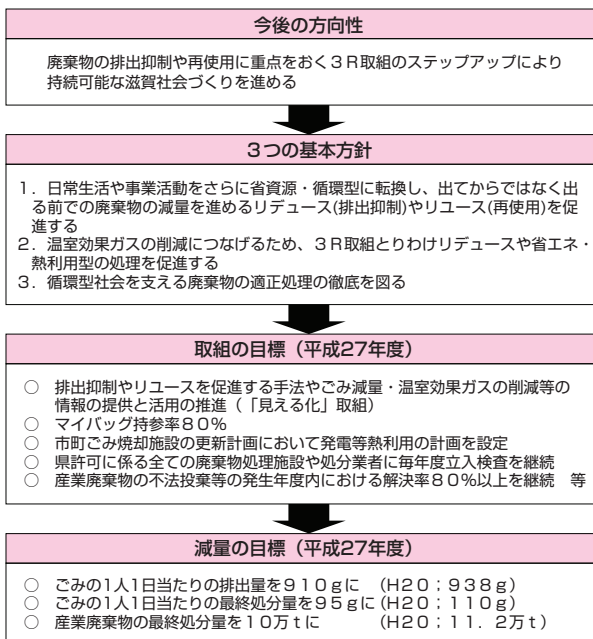 今後の方向性
廃棄物の排出抑制や再使用に重点をおく3R取組のステップアップにより
持続可能な滋賀社会づくりを進める
3つの基本方針
1．日常生活や事業活動をさらに省資源・循環型に転換し、出てからではなく出
る前での廃棄物の減量を進めるリデュース(排出抑制)やリユース(再使用)を促
進する
2．温室効果ガスの削減につなげるため、3R取組とりわけリデュースや省エネ・
熱利用型の処理を促進する
3．循環型社会を支える廃棄物の適正処理の徹底を図る
取組の目標（平成27年度）
○ 排出抑制やリユースを促進する手法やごみ減量・温室効果ガスの削減等の
情報の提供と活用の推進（「見える化」取組）
○ マイバッグ持参率80％
○ 市町ごみ焼却施設の更新計画において発電等熱利用の計画を設定
○ 県許可に係る全ての廃棄物処理施設や処分業者に毎年度立入検査を継続
○ 産業廃棄物の不法投棄等の発生年度内における解決率80％以上を継続 等
減量の目標（平成27年度）
○ ごみの1人1日当たりの排出量を910gに （H20；938g）
○ ごみの1人1日当たりの最終処分量を95gに（H20；110g）
○ 産業廃棄物の最終処分量を10万tに （H20；11．2万t）